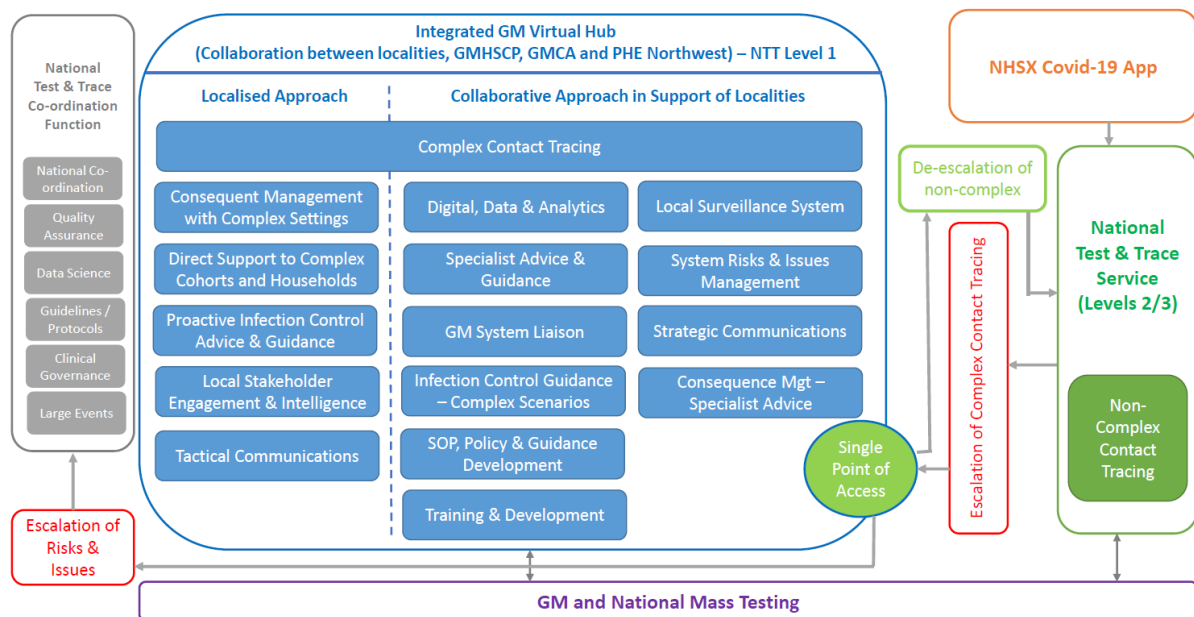 National
Test & Trace
Co-ordination
Function
National Co-
ordination
Quality
Assurance
Data Science
Guidelines /
Protocols
Clinical
Governance
Large Events
Escalation of
Risks &
Issues
Integrated GM Virtual Hub
(Collaboration between localities, GMHSCP, GMCA and PHE Northwest) – NTT Level 1
Localised Approach
Collaborative Approach in Support of Localities
Complex Contact Tracing
Consequent Management
with Complex Settings
Direct Support to Complex
Cohorts and Households
Proactive Infection Control
Advice & Guidance
Local Stakeholder
Engagement & Intelligence
Tactical Communications
Digital, Data & Analytics
Specialist Advice &
Guidance
GM System Liaison
Infection Control Guidance
– Complex Scenarios
SOP, Policy & Guidance
Development
Training & Development
Local Surveillance System
System Risks & Issues
Management
Strategic Communications
Consequence Mgt –
Specialist Advice
Single
Point of
Access
De-escalation of
non-complex
Escalation of Complex Contact Tracing
NHSX Covid-19 App
National
Test & Trace
Service
(Levels 2/3)
Non-
Complex
Contact
Tracing
GM and National Mass Testing